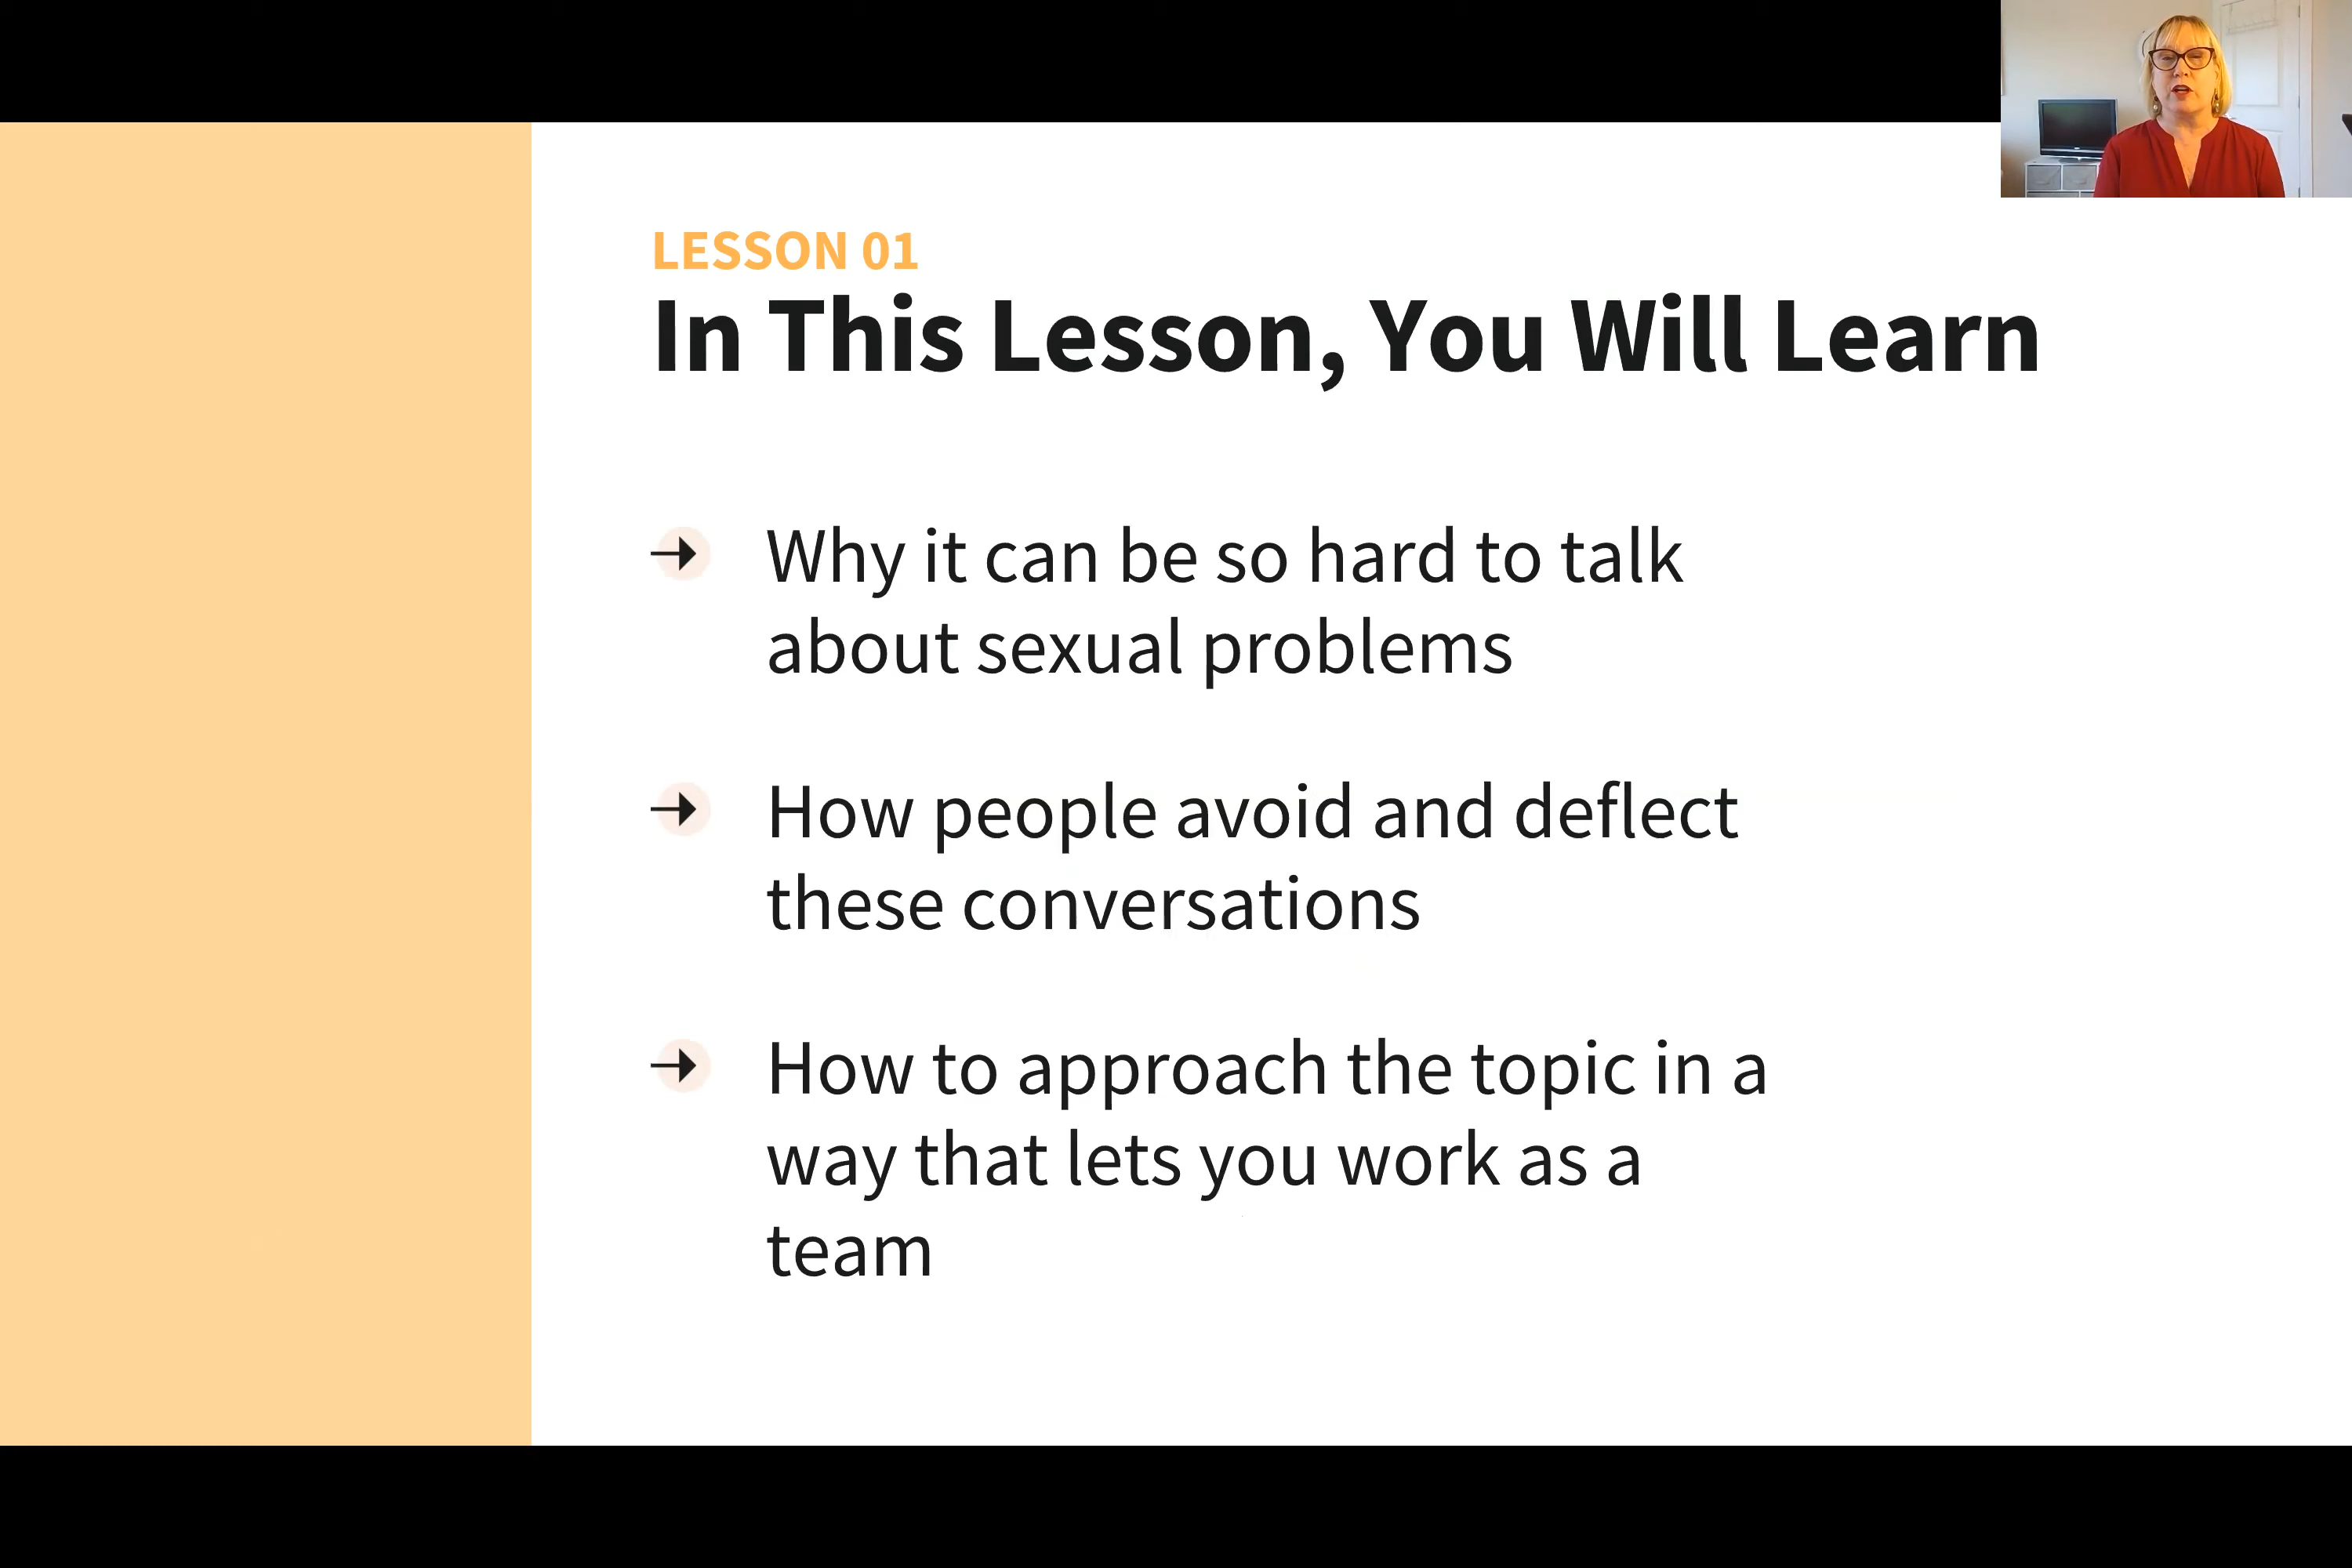 LESSON 01
In This Lesson, You Will Learn
Why it can be so hard to talk
about sexual problems
How people avoid and deflect
these conversations
How to approach the topic in a
way that lets you work as a
team